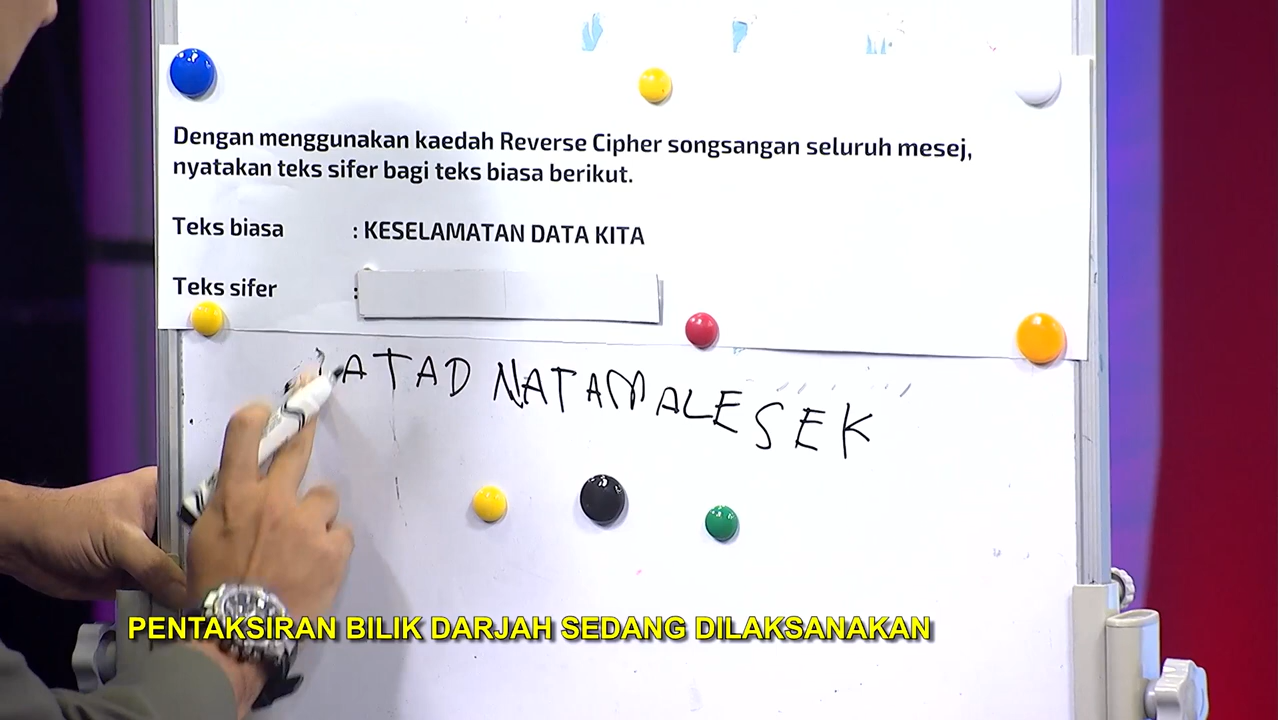 Dengan menggunakan kaedah Reverse Cipher songsangan seluruh mesej,
nyatakan teks sifer bagi teks biasa berikut.
Teks biasa : KESELAMATAN DATA KITA
Teks sifer :
ATAD NATAMALESEK
PENTAKSIRAN BILIK DARJAH SEDANG DILAKSANAKAN